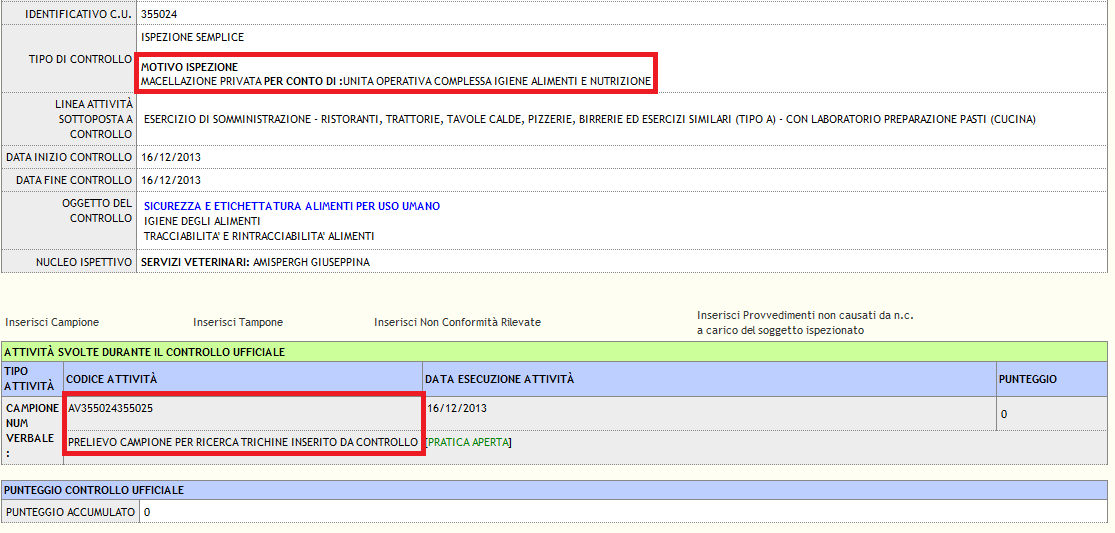 IDENTIFICATIVO C.U. 355024
ISPEZIONE SEMPLICE
TIPO DI CONTROLLO
MOTIVO ISPEZIONE
MACELLAZIONE PRIVATA PER CONTO DI :UNITA OPERATIVA COMPLESSA IGIENE ALIMENTI E NUTRIZIONE
LINEA ATTIVITÀ
SOTTOPOSTA A
CONTROLLO
ESERCIZIO DI SOMMINISTRAZIONE - RISTORANTI, TRATTORIE, TAVOLE CALDE, PIZZERIE, BIRRERIE ED ESERCIZI SIMILARI (TIPO A) - CON LABORATORIO PREPARAZIONE PASTI (CUCINA)
DATA INIZIO CONTROLLO 16/12/2013
DATA FINE CONTROLLO 16/12/2013
OGGETTO DEL
CONTROLLO
SICUREZZA E ETICHETTATURA ALIMENTI PER USO UMANO
IGIENE DEGLI ALIMENTI
TRACCIABILITA' E RINTRACCIABILITA' ALIMENTI
NUCLEO ISPETTIVO SERVIZI VETERINARI: AMISPERGH GIUSEPPINA
Inserisci Campione Inserisci Tampone Inserisci Non Conformità Rilevate
Inserisci Provvedimenti non causati da n.c.
a carico del soggetto ispezionato
ATTIVITÀ SVOLTE DURANTE IL CONTROLLO UFFICIALE
TIPO
ATTIVITÀ
CODICE ATTIVITÀ DATA ESECUZIONE ATTIVITÀ PUNTEGGIO
CAMPIONE
NUM
VERBALE
:
AV355024355025 16/12/2013 0
PRELIEVO CAMPIONE PER RICERCA TRICHINE INSERITO DA CONTROLLO [PRATICA APERTA]
PUNTEGGIO CONTROLLO UFFICIALE
PUNTEGGIO ACCUMULATO 0